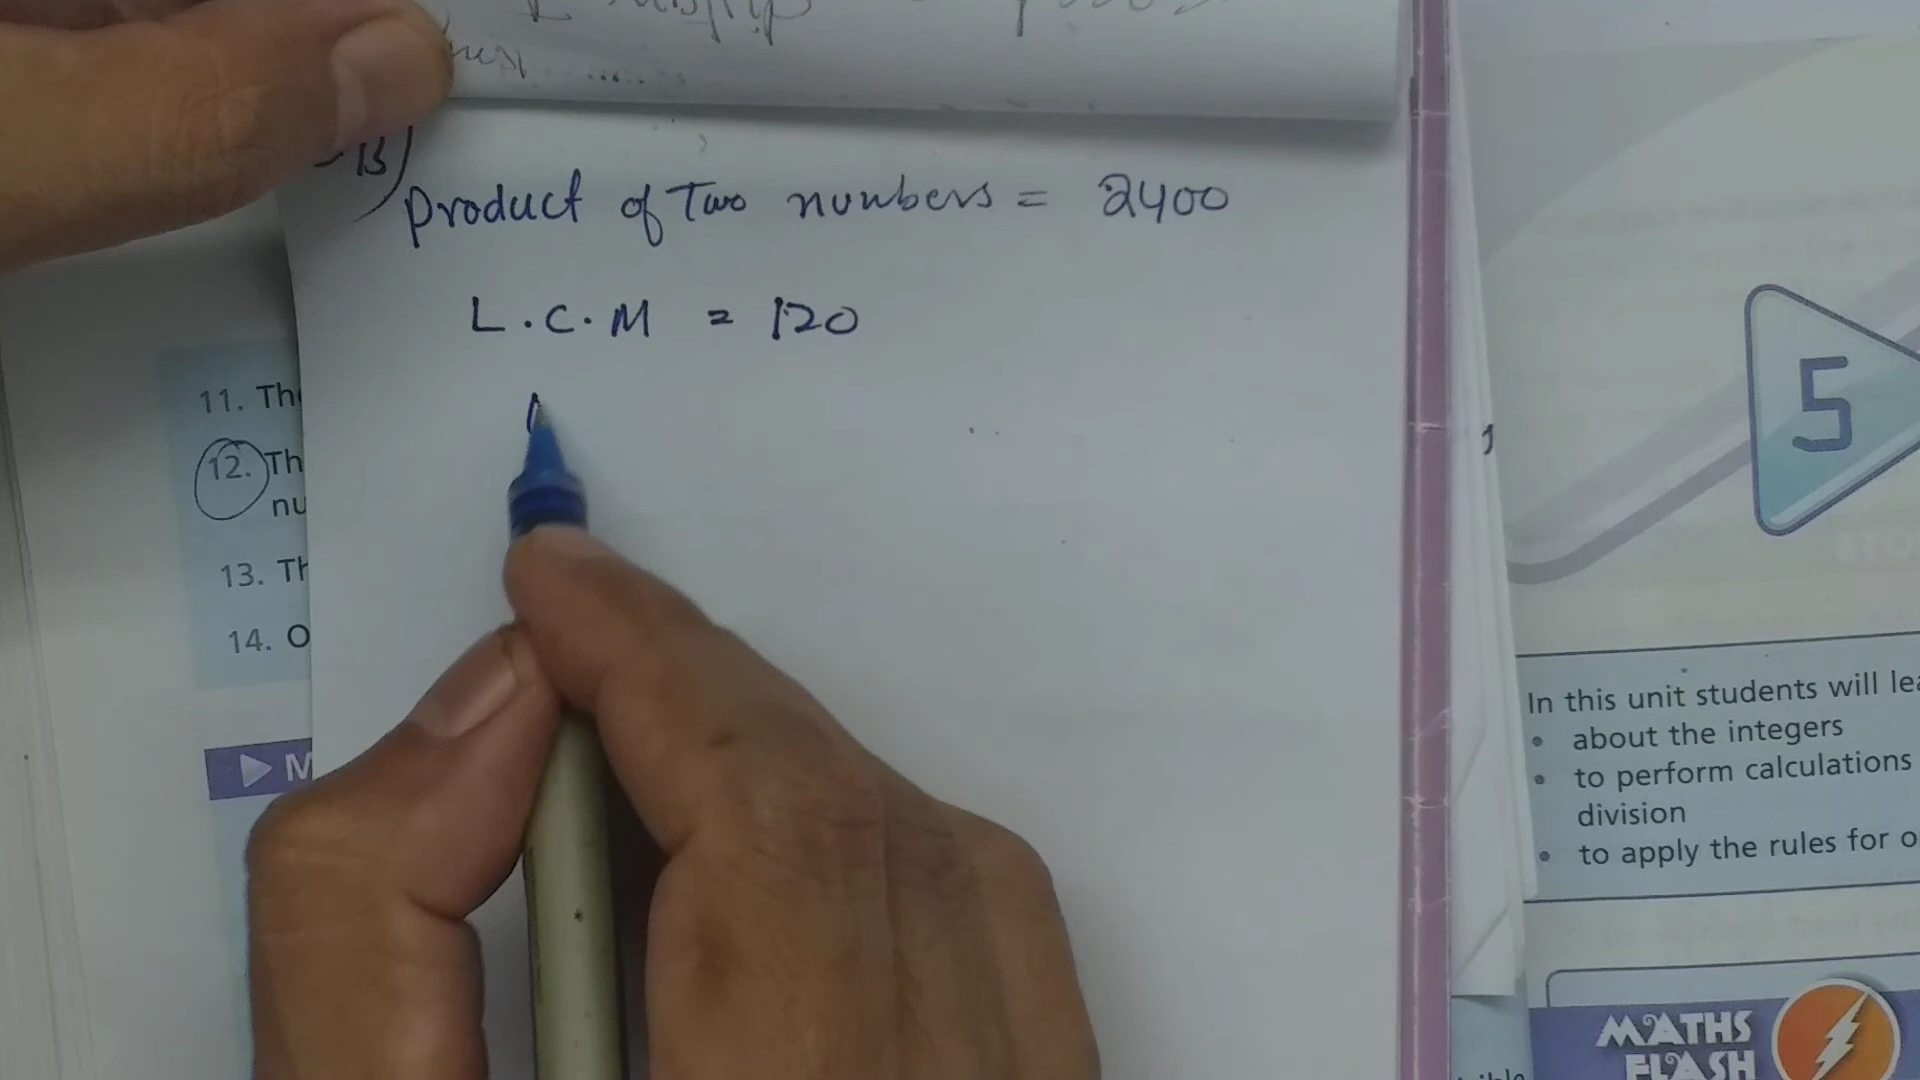 13)
Product of Two numbers = 2400
L.C.M = 120
11. The
12. Th
nu
13. Th
14. O
M
5
In this unit students will lea
• about the integers
• to perform calculations
division
• to apply the rules for o
MATHS
FLASH